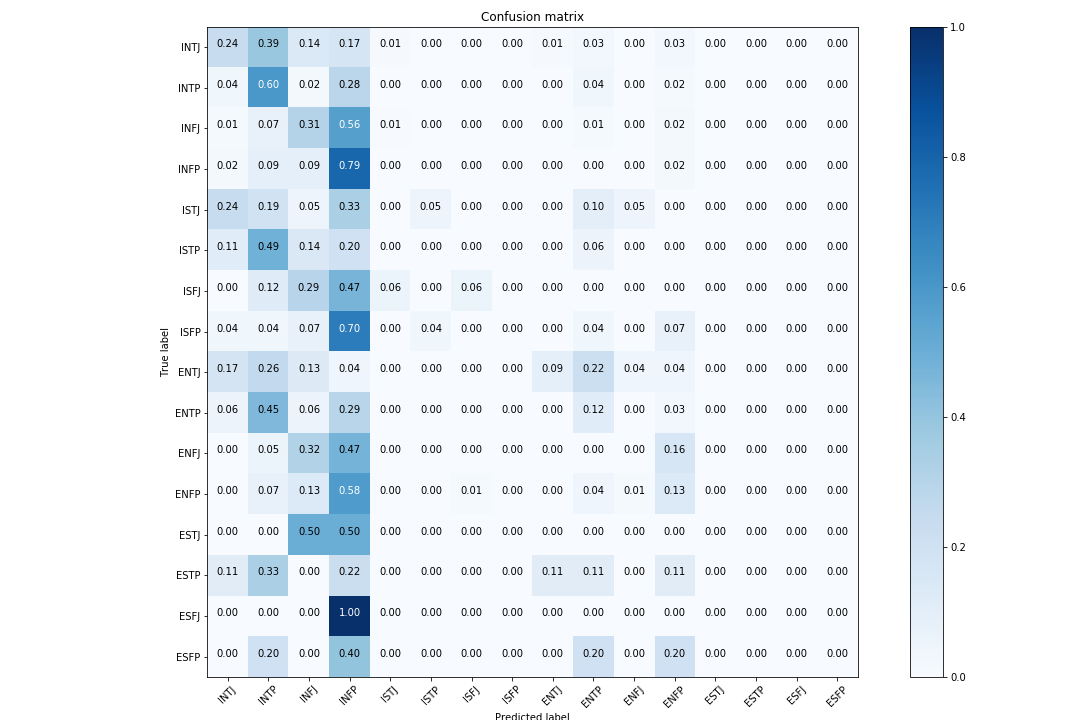 Confusion matrix
INTJ 0.24 0.39 0.14 0.17 0.01 0.00 0.00 0.00 0.01 0.03 0.00 0.03 0.00 0.00 0.00 0.00
INTP 0.04 0.60 0.02 0.28 0.00 0.00 0.00 0.00 0.00 0.04 0.00 0.02 0.00 0.00 0.00 0.00
INFJ 0.01 0.07 0.31 0.56 0.01 0.00 0.00 0.00 0.00 0.01 0.00 0.02 0.00 0.00 0.00 0.00
INFP 0.02 0.09 0.09 0.79 0.00 0.00 0.00 0.00 0.00 0.00 0.00 0.02 0.00 0.00 0.00 0.00
ISTJ 0.24 0.19 0.05 0.33 0.00 0.05 0.00 0.00 0.00 0.10 0.05 0.00 0.00 0.00 0.00 0.00
ISTP 0.11 0.49 0.14 0.20 0.00 0.00 0.00 0.00 0.00 0.06 0.00 0.00 0.00 0.00 0.00 0.00
ISFJ 0.00 0.12 0.29 0.47 0.06 0.00 0.06 0.00 0.00 0.00 0.00 0.00 0.00 0.00 0.00 0.00
ISFP 0.04 0.04 0.07 0.70 0.00 0.04 0.00 0.00 0.00 0.04 0.00 0.07 0.00 0.00 0.00 0.00
ENTJ 0.17 0.26 0.13 0.04 0.00 0.00 0.00 0.00 0.09 0.22 0.04 0.04 0.00 0.00 0.00 0.00
ENTP 0.06 0.45 0.06 0.29 0.00 0.00 0.00 0.00 0.00 0.12 0.00 0.03 0.00 0.00 0.00 0.00
ENFJ 0.00 0.05 0.32 0.47 0.00 0.00 0.00 0.00 0.00 0.00 0.00 0.16 0.00 0.00 0.00 0.00
ENFP 0.00 0.07 0.13 0.58 0.00 0.00 0.01 0.00 0.00 0.04 0.01 0.13 0.00 0.00 0.00 0.00
ESTJ 0.00 0.00 0.50 0.50 0.00 0.00 0.00 0.00 0.00 0.00 0.00 0.00 0.00 0.00 0.00 0.00
ESTP 0.11 0.33 0.00 0.22 0.00 0.00 0.00 0.00 0.11 0.11 0.00 0.11 0.00 0.00 0.00 0.00
ESFJ 0.00 0.00 0.00 1.00 0.00 0.00 0.00 0.00 0.00 0.00 0.00 0.00 0.00 0.00 0.00 0.00
ESFP 0.00 0.20 0.00 0.40 0.00 0.00 0.00 0.00 0.00 0.20 0.00 0.20 0.00 0.00 0.00 0.00
INTJ INTP INFJ INFP ISTJ ISTP ISFJ ISFP ENTJ ENTP ENFJ ENFP ESTJ ESTP ESFJ ESFP
True label
Predicted label
1.0
0.8
0.6
0.4
0.2
0.0